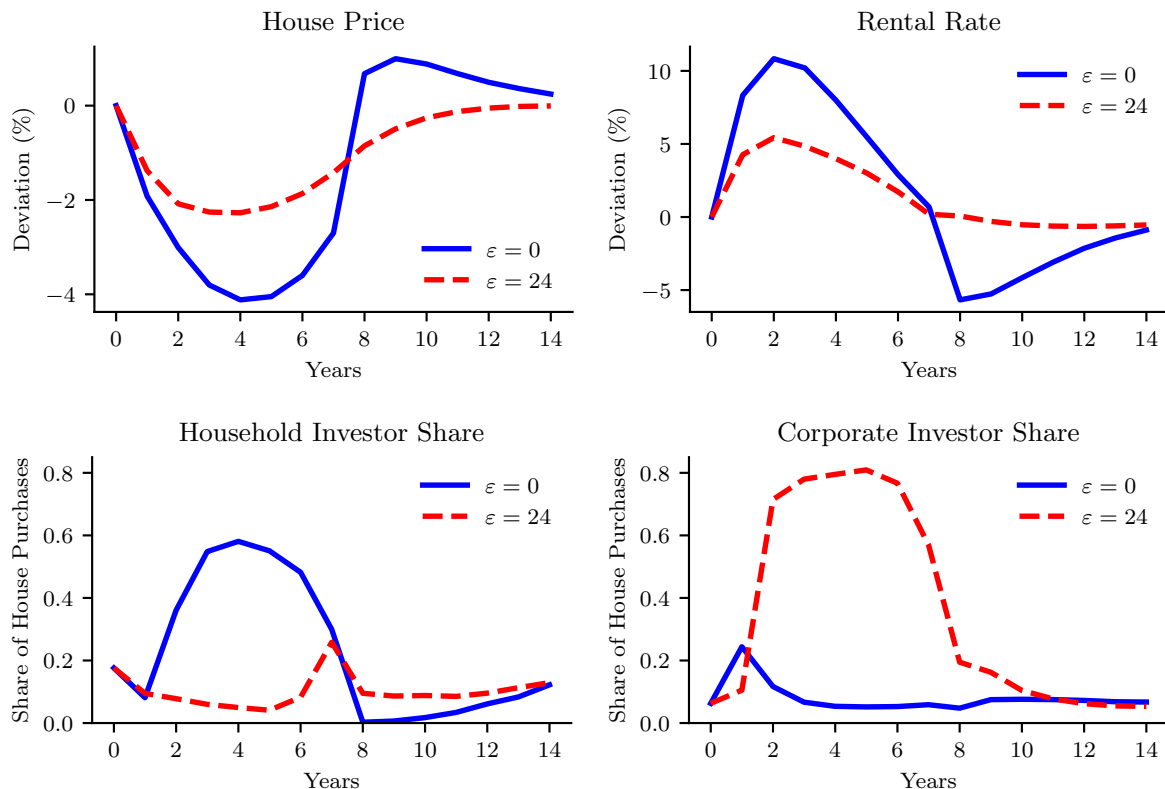 House Price
Deviation (%)
0
−2
−4
ε = 0
ε = 24
0 2 4 6 8 10 12 14
Years
Rental Rate
Deviation (%)
10
5
0
−5
ε = 0
ε = 24
0 2 4 6 8 10 12 14
Years
Household Investor Share
Share of House Purchases
0.8
0.6
0.4
0.2
0.0
ε = 0
ε = 24
0 2 4 6 8 10 12 14
Years
Corporate Investor Share
Share of House Purchases
0.8
0.6
0.4
0.2
0.0
ε = 0
ε = 24
0 2 4 6 8 10 12 14
Years